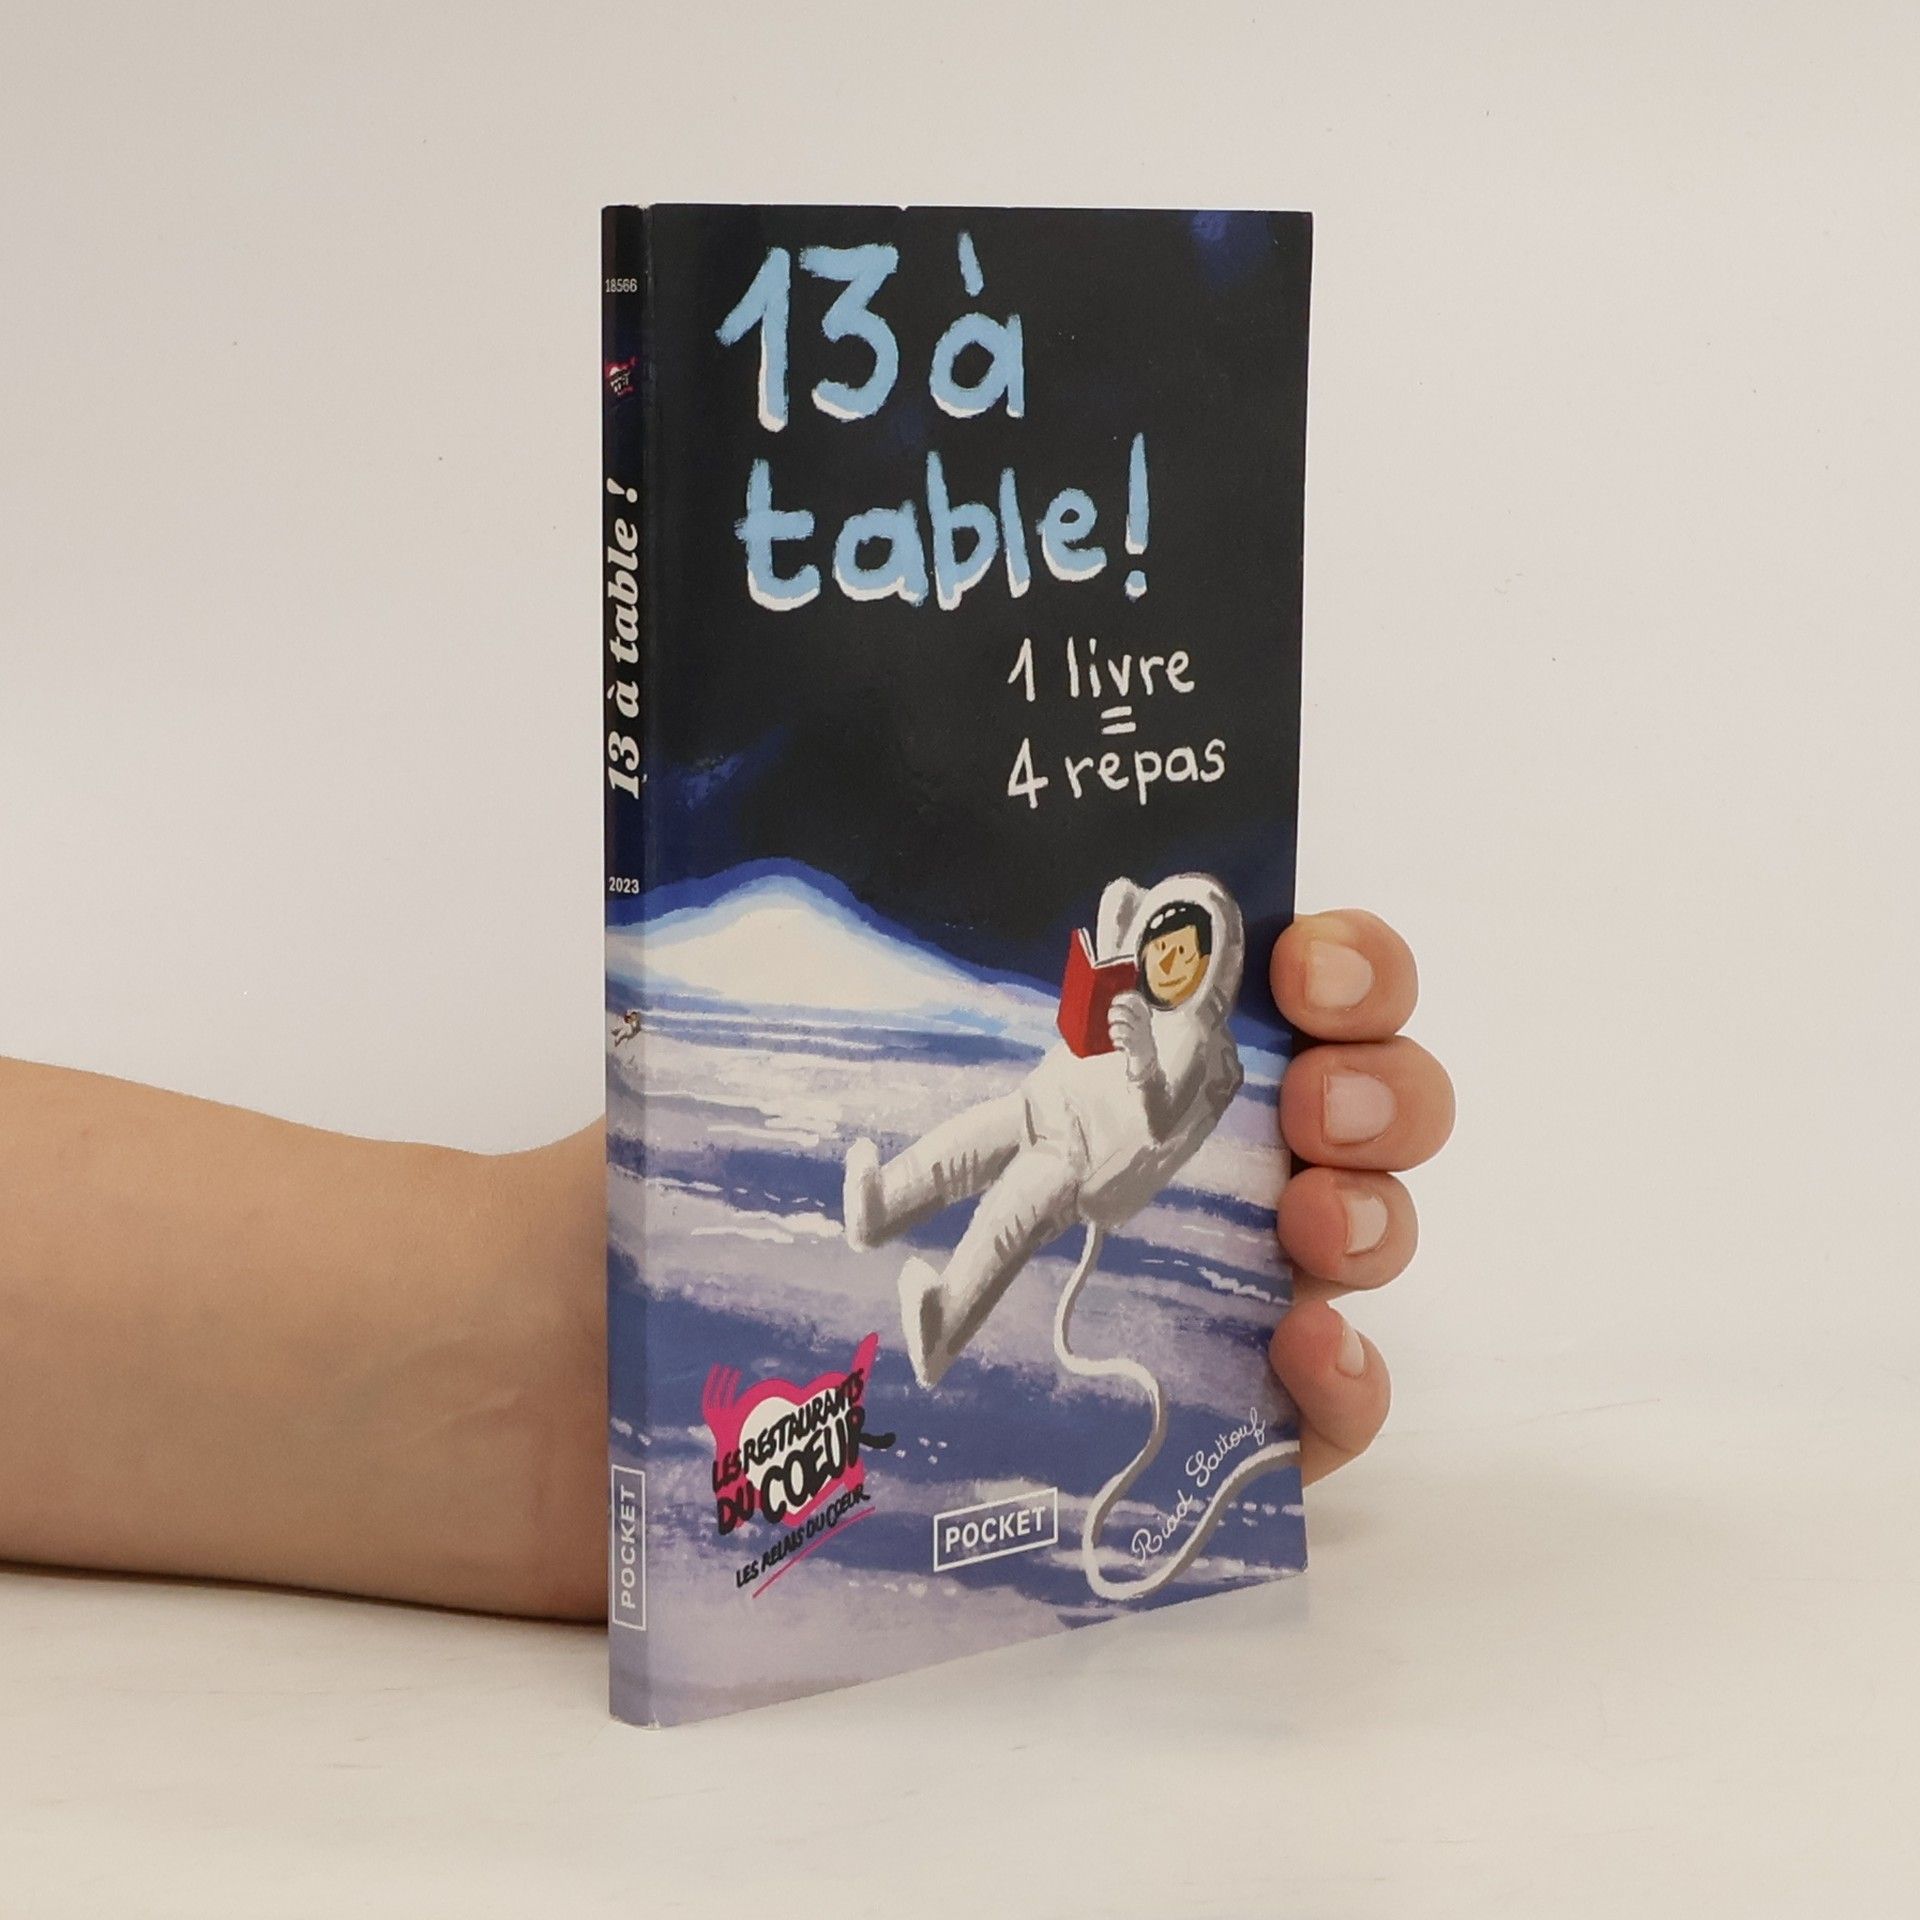 18566
13 à table !
2023
POCKET
13 à
table!
1 livre
=
4 repas
LES RESTAURANTS
DU COEUR
LES RELAIS DU CŒUR
POCKET
Riad Sattouf